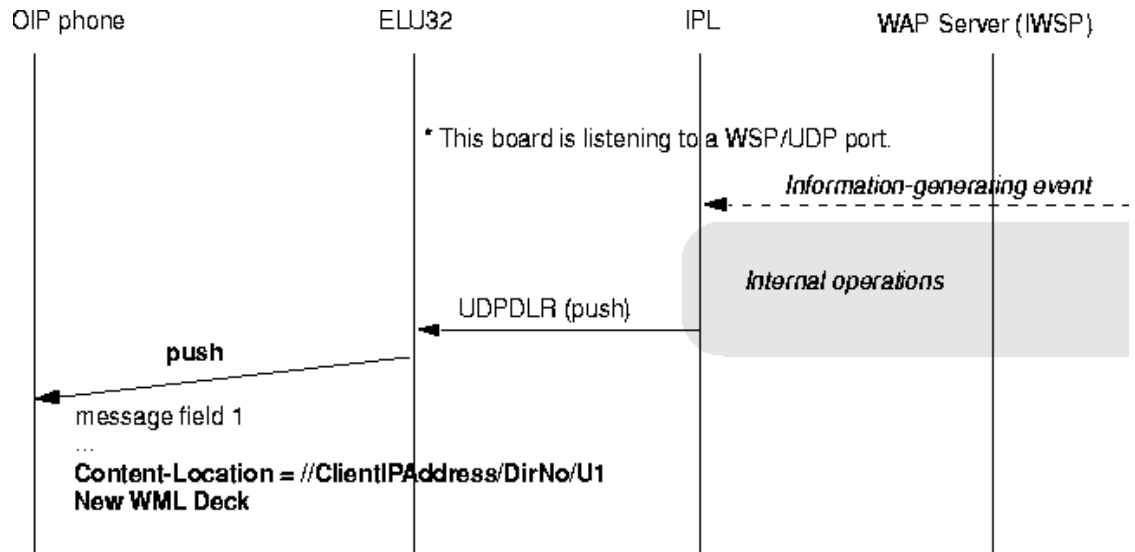 OIP phone
ELU32
IPL
WAP Server (IWSP)
* This board is listening to a WSP/UDP port.
Information-generating event
Internal operations
UDPDLR (push)
push
message field 1
...
Content-Location = //ClientIPAddress/DirNo/U1
New WML Deck